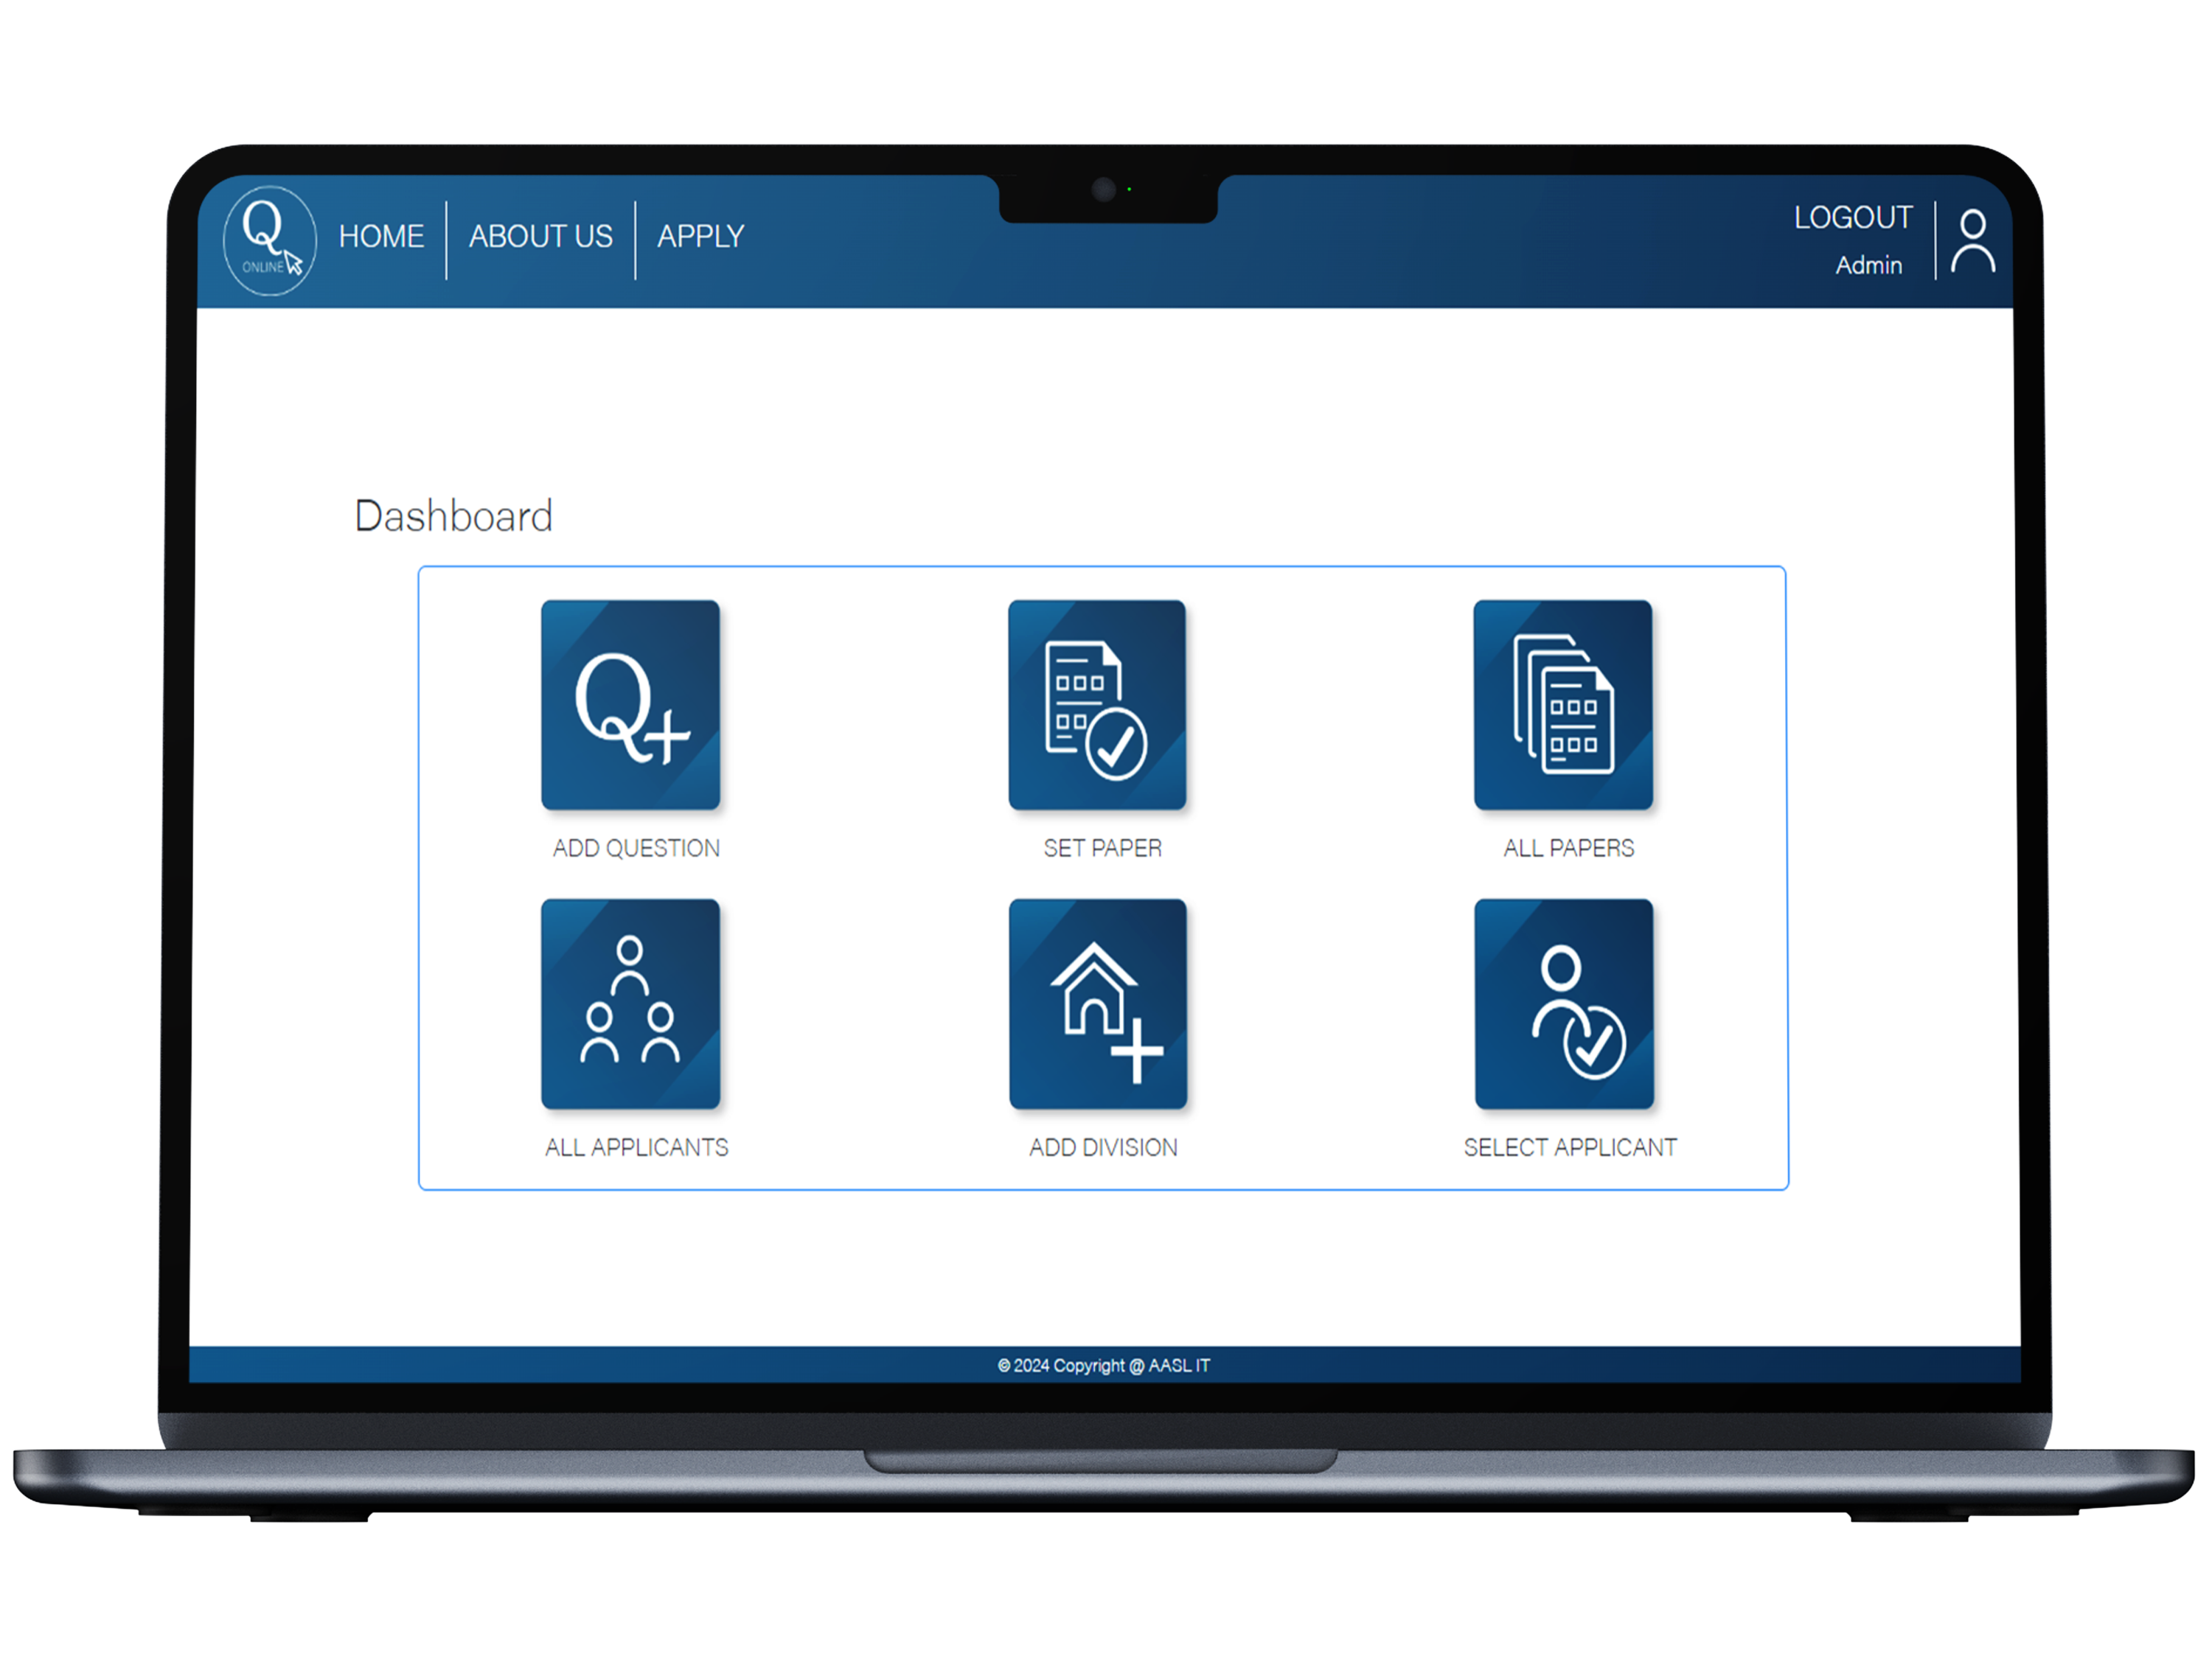 Q
ONLINE
HOME
ABOUT US
APPLY
LOGOUT
Admin
Dashboard
Q+
ADD QUESTION
SET PAPER
ALL PAPERS
ALL APPLICANTS
ADD DIVISION
SELECT APPLICANT
© 2024 Copyright @ AASL IT